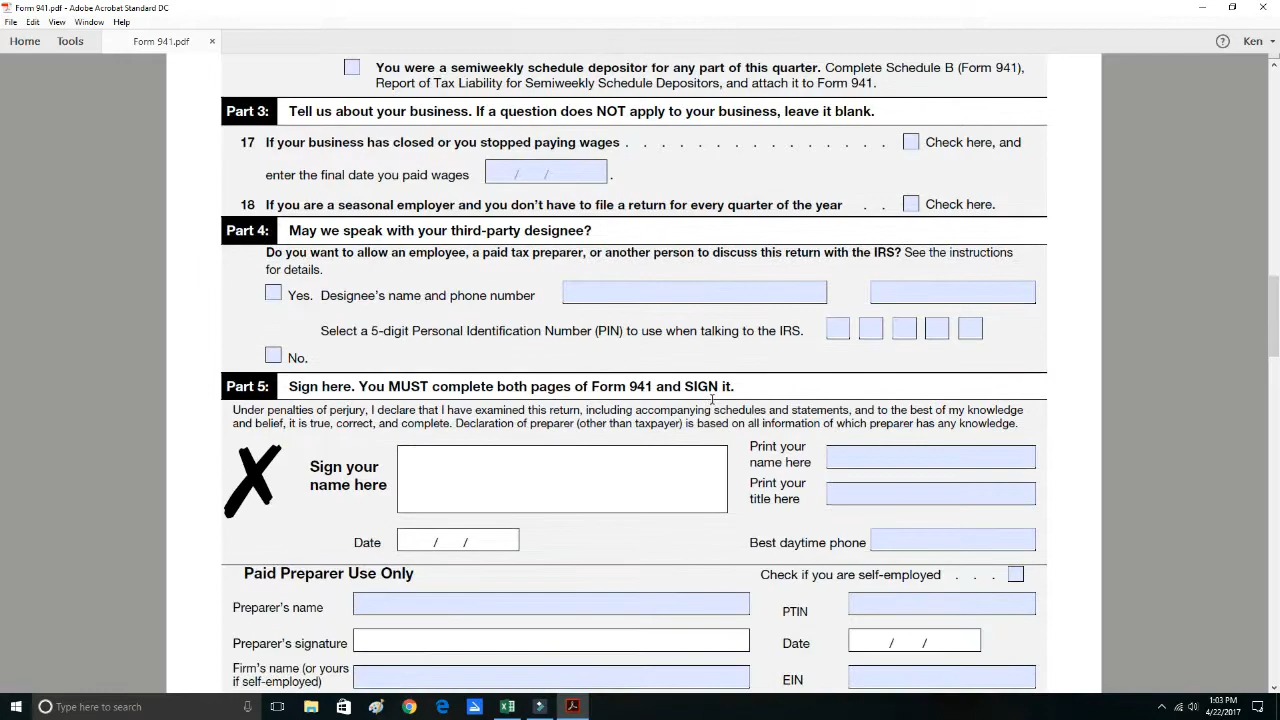 Form 941.pdf - Adobe Acrobat Standard DC
File Edit View Window Help
Home Tools Form 941.pdf × ? Ken
You were a semiweekly schedule depositor for any part of this quarter. Complete Schedule B (Form 941),
Report of Tax Liability for Semiweekly Schedule Depositors, and attach it to Form 941.
Part 3: Tell us about your business. If a question does NOT apply to your business, leave it blank.
17 If your business has closed or you stopped paying wages . . . . . . . . . . . . . . . Check here, and
enter the final date you paid wages / / .
18 If you are a seasonal employer and you don't have to file a return for every quarter of the year . . Check here.
Part 4: May we speak with your third-party designee?
Do you want to allow an employee, a paid tax preparer, or another person to discuss this return with the IRS? See the instructions
for details.
Yes. Designee's name and phone number
Select a 5-digit Personal Identification Number (PIN) to use when talking to the IRS.
No.
Part 5: Sign here. You MUST complete both pages of Form 941 and SIGN it.
Under penalties of perjury, I declare that I have examined this return, including accompanying schedules and statements, and to the best of my knowledge
and belief, it is true, correct, and complete. Declaration of preparer (other than taxpayer) is based on all information of which preparer has any knowledge.
X Sign your
name here
Print your
name here
Print your
title here
Date / /
Best daytime phone
Paid Preparer Use Only
Check if you are self-employed . . .
Preparer's name
PTIN
Preparer's signature
Date / /
Firm's name (or yours
if self-employed)
EIN
Type here to search
1:03 PM
4/22/2017